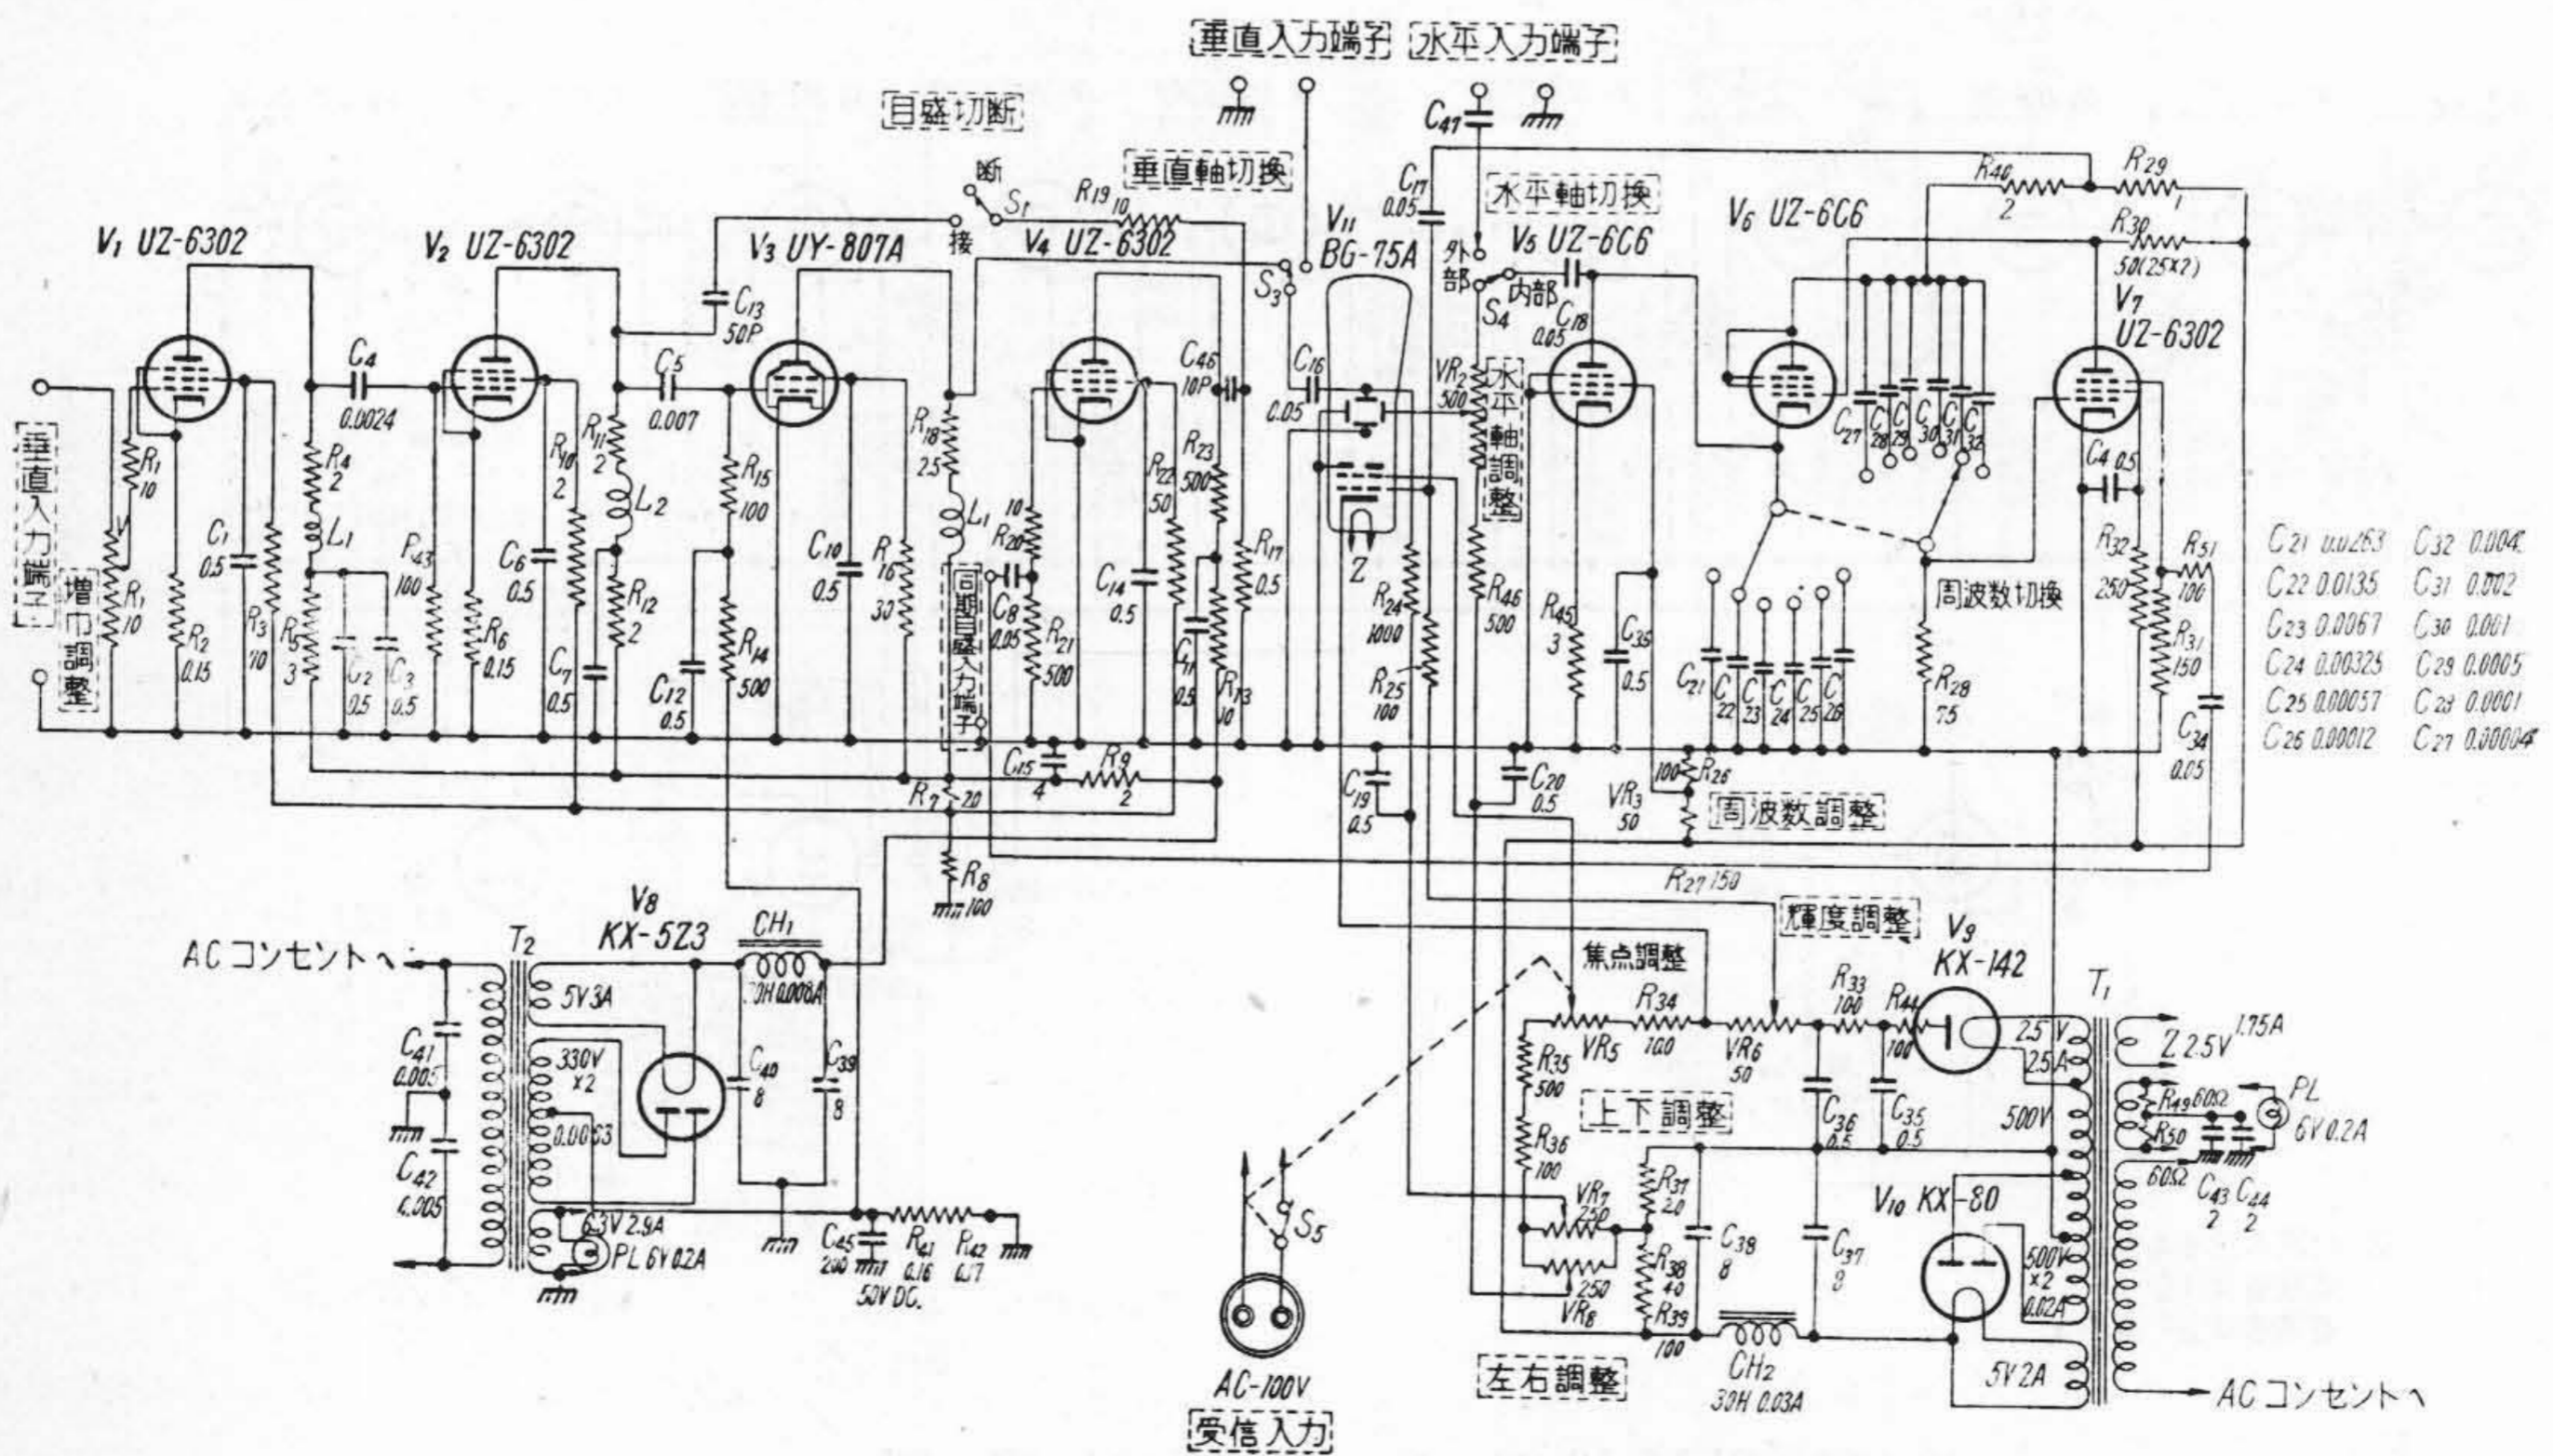 垂直入力端子 水平入力端子
目盛切断
断
S1
接
R19 10
垂直軸切換
C47
C17
0.05
水平軸切換
外部
内部
S4
S3
R40
2
R29
1
R30
50(25×2)
V1 UZ-6302
V2 UZ-6302
V3 UY-807A
V4 UZ-6302
V11
BG-75A
V5 UZ-6C6
V6 UZ-6C6
V7
UZ-6302
C13
50P
C18
0.05
C4
0.0024
C5
0.007
C46
10P
C16
0.05
VR2
500
水平軸調整
垂直入力端子
増巾調整
R1
10
V
R1
10
R2
0.15
C1
0.5
R3
70
R4
2
L1
R5
3
C2
0.5
C3
0.5
R43
100
R6
0.15
C6
0.5
R10
2
R11
2
L2
C7
0.5
R12
2
C12
0.5
R15
100
R14
500
C10
0.5
R16
30
R18
2.5
L1
同期目盛入力端子
10
R20
C8
0.05
R21
500
C14
0.5
R22
50
R23
500
C11
0.5
R13
10
R17
0.5
C15
4
R9
2
R7 20
R8
100
Z
R24
1000
R25
100
R46
500
R45
3
C35
0.5
C19
0.5
C20
0.5
100 R26
VR3
50
周波数調整
R27 150
C27 C28 C29 C30 C31 C32
C21 C22 C23 C24 C25 C26
周波数切換
R28
75
C4 0.5
R32
250
R51
100
R31
150
C34
0.05
C21 0.0263 C32 0.004
C22 0.0135 C31 0.002
C23 0.0067 C30 0.001
C24 0.00325 C29 0.0005
C25 0.00057 C28 0.0001
C26 0.00012 C27 0.00004
ACコンセントへ
T2
V8
KX-5Z3
CH1
0.008A
5V3A
330V
×2
C41
0.005
C42
0.005
C40
8
C39
8
6.3V 2.9A
PL 6V 0.2A
C45
200
50V DC.
R41
0.16
R42
0.17
焦点調整
輝度調整
V9
KX-142
R35
500
R36
100
VR5
R34
100
VR6
50
R33
100
R44
100
上下調整
C36
0.5
C35
0.5
VR7
250
250
VR8
R37
20
R38
40
R39
100
C38
8
C37
8
S5
AC-100V
受信入力
左右調整
CH2
30H 0.03A
V10 KX-80
2.5V
2.5A
500V
500V
×2
0.02A
5V 2A
T1
Z 2.5V 1.75A
R49 60Ω
R50
60Ω
C43
2
C44
2
PL
6V 0.2A
ACコンセントへ